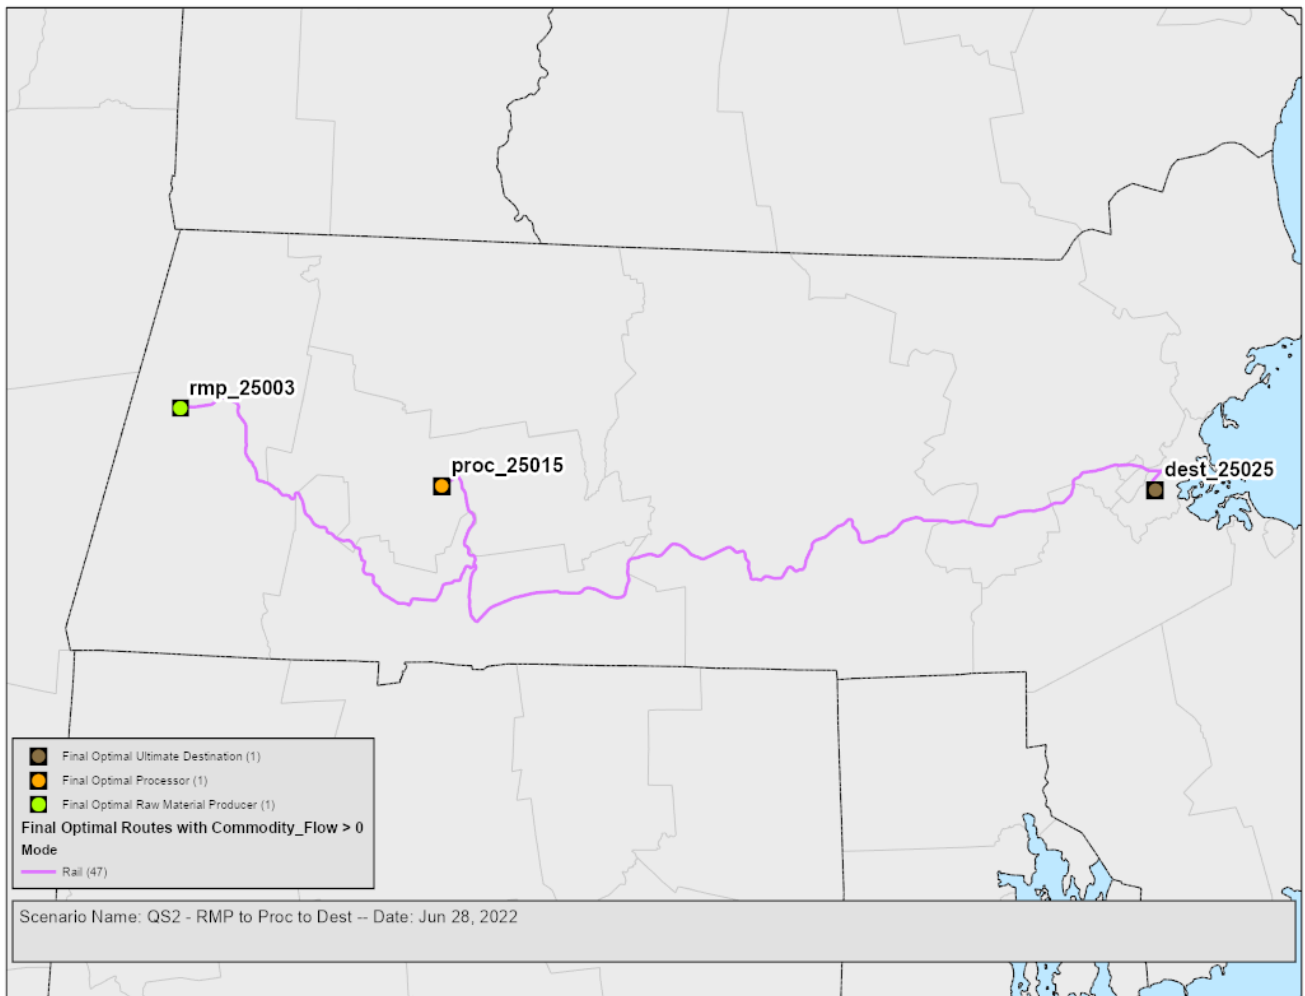 rmp_25003
proc_25015
dest_25025
Final Optimal Ultimate Destination (1)
Final Optimal Processor (1)
Final Optimal Raw Material Producer (1)
Final Optimal Routes with Commodity_Flow > 0
Mode
Rail (47)
Scenario Name: QS2 - RMP to Proc to Dest -- Date: Jun 28, 2022